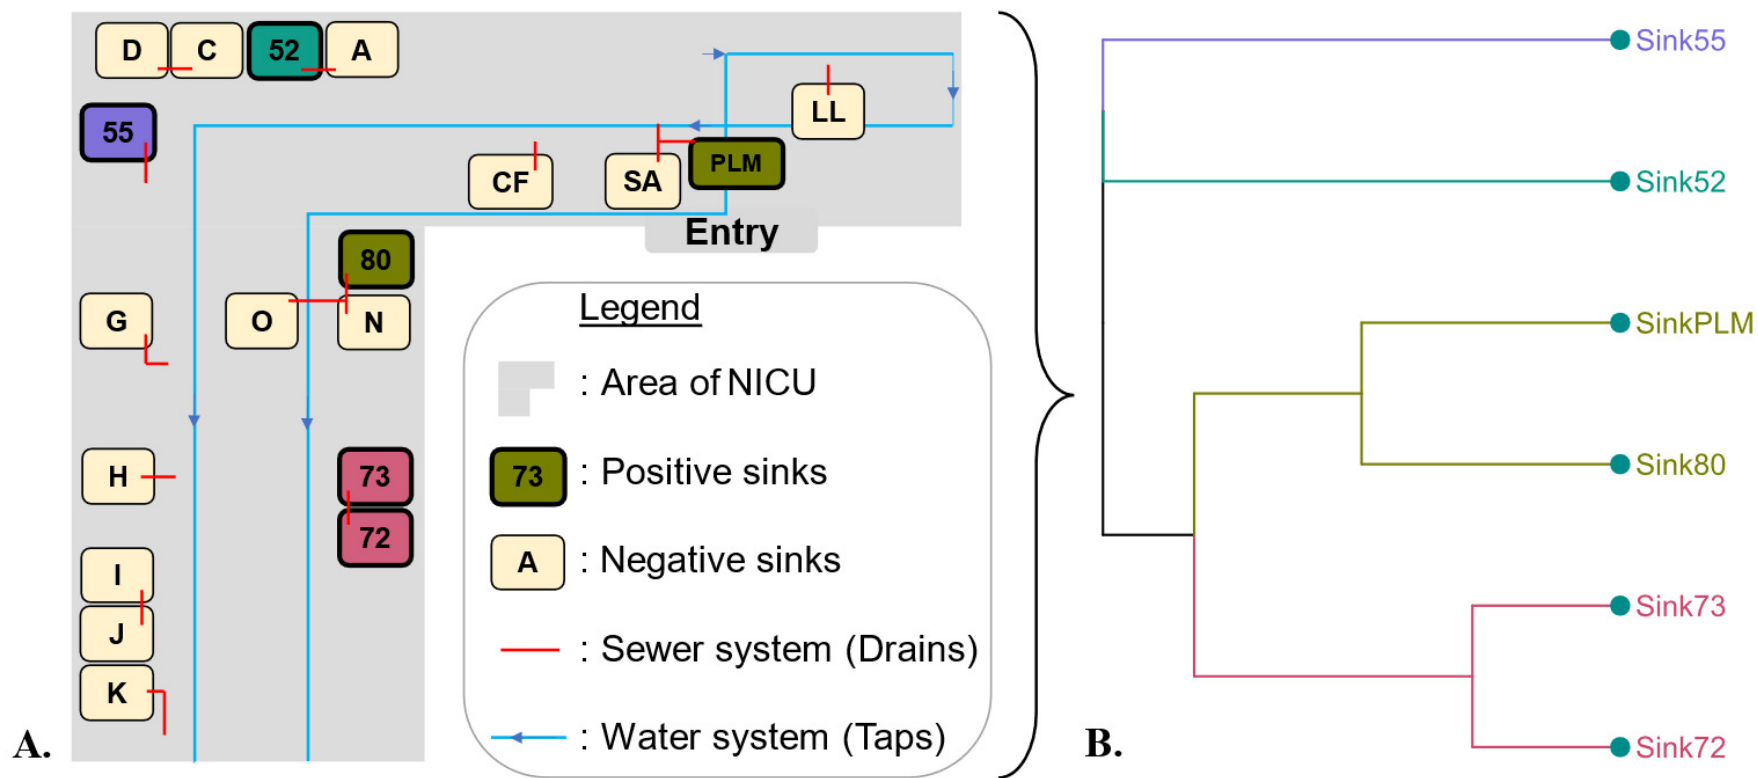 D C 52 A
55
LL
CF SA PLM
Entry
80
G O N
H 73
72
I
J
K
Legend
: Area of NICU
73 : Positive sinks
A : Negative sinks
: Sewer system (Drains)
: Water system (Taps)
A.
Sink55
Sink52
SinkPLM
Sink80
Sink73
Sink72
B.